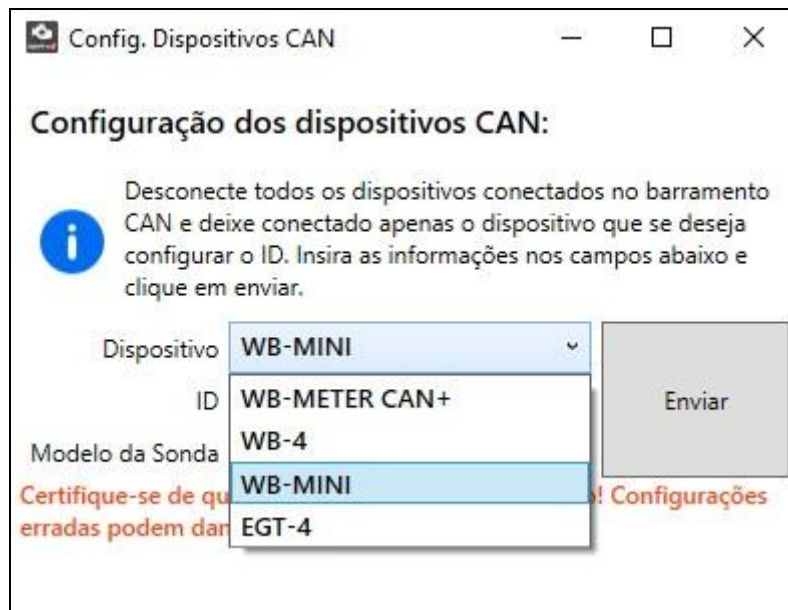 Config. Dispositivos CAN
Configuração dos dispositivos CAN:
Desconecte todos os dispositivos conectados no barramento
CAN e deixe conectado apenas o dispositivo que se deseja
configurar o ID. Insira as informações nos campos abaixo e
clique em enviar.
Dispositivo WB-MINI
ID WB-METER CAN+
Enviar
Modelo da Sonda WB-4
WB-MINI
Certifique-se de ! Configurações
EGT-4
erradas podem